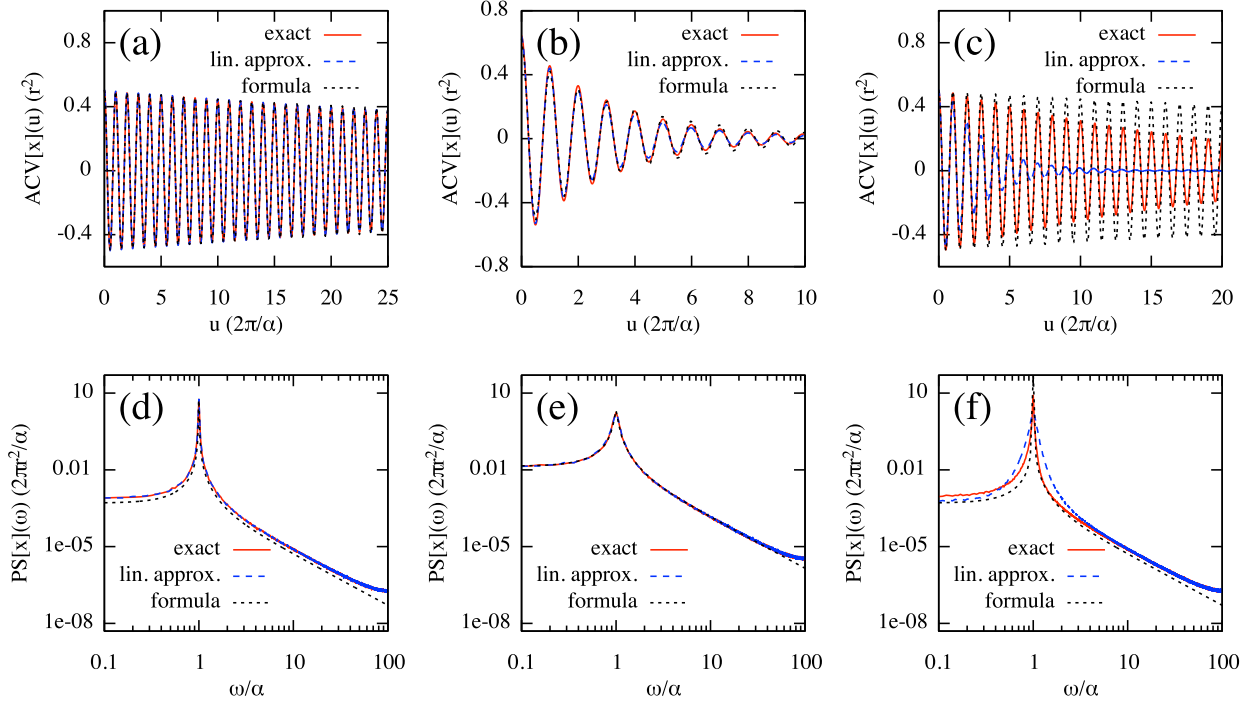 (a)
exact
lin. approx.
formula
ACV[x](u) (r²)
0.8
0.4
0
-0.4
0 5 10 15 20 25
u (2π/α)
(b)
exact
lin. approx.
formula
ACV[x](u) (r²)
0.8
0.4
0
-0.4
-0.8
0 2 4 6 8 10
u (2π/α)
(c)
exact
lin. approx.
formula
ACV[x](u) (r²)
0.8
0.4
0
-0.4
0 5 10 15 20
u (2π/α)
(d)
exact
lin. approx.
formula
PS[x](ω) (2πr²/α)
10
0.01
1e-05
1e-08
0.1 1 10 100
ω/α
(e)
exact
lin. approx.
formula
PS[x](ω) (2πr²/α)
10
0.01
1e-05
1e-08
0.1 1 10 100
ω/α
(f)
exact
lin. approx.
formula
PS[x](ω) (2πr²/α)
10
0.01
1e-05
1e-08
0.1 1 10 100
ω/α